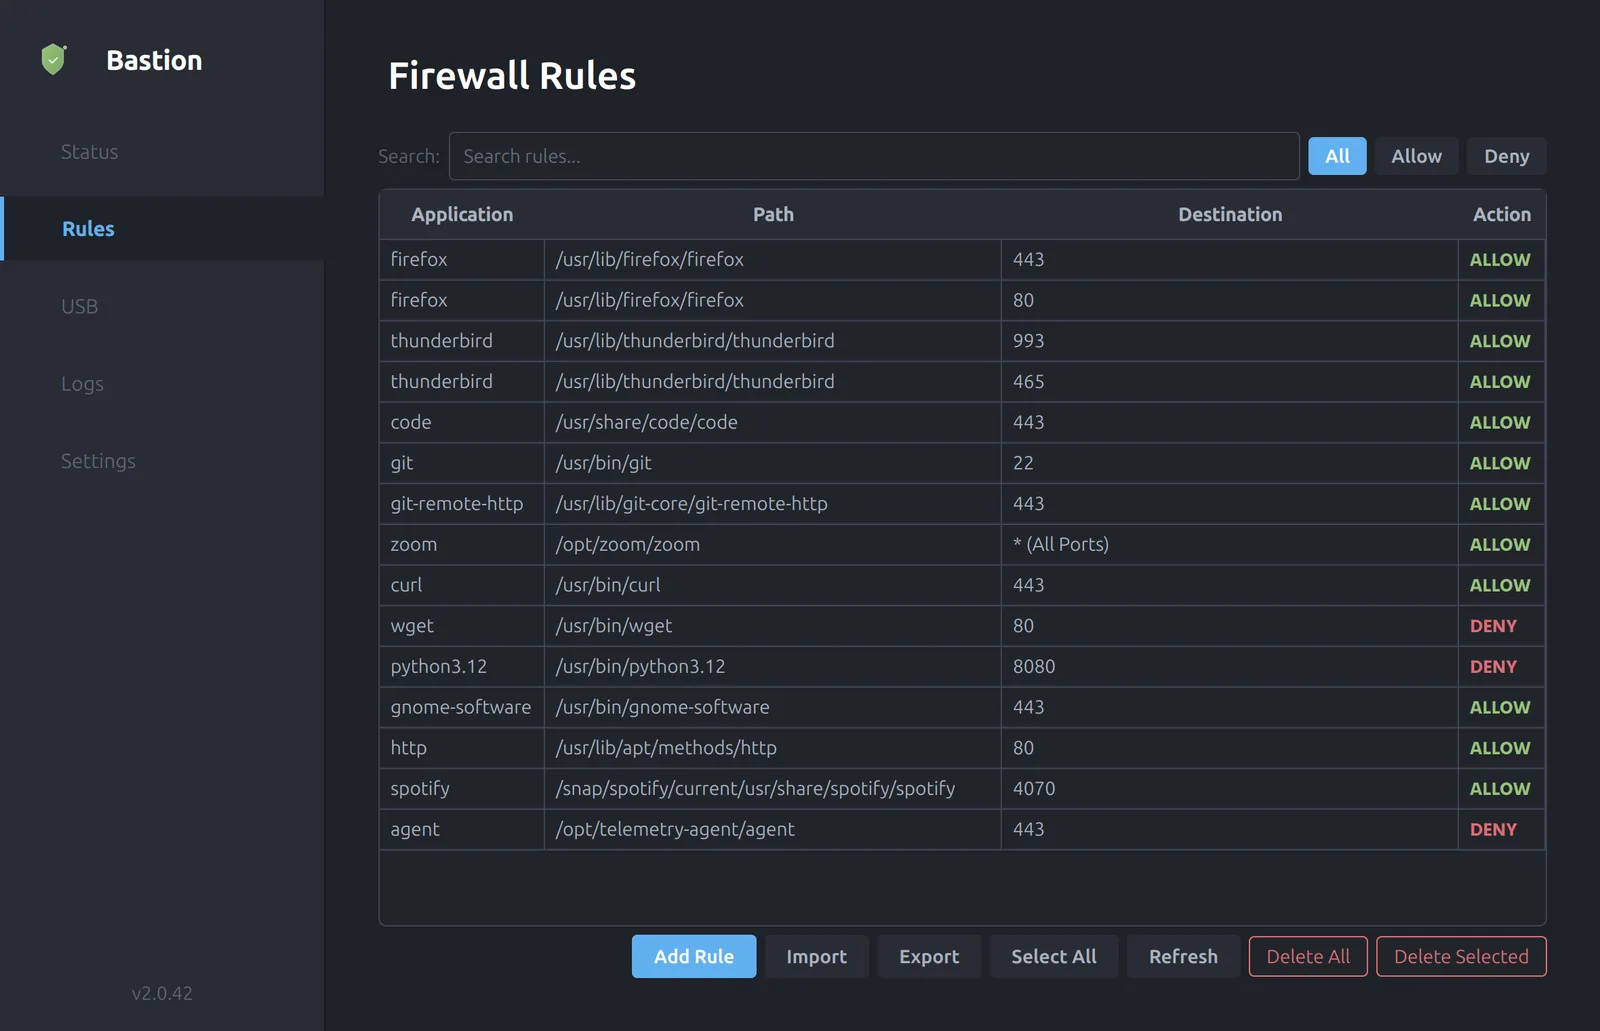 Bastion
Status
Rules
USB
Logs
Settings
v2.0.42
Firewall Rules
Search: Search rules... All Allow Deny
Application Path Destination Action
firefox /usr/lib/firefox/firefox 443 ALLOW
firefox /usr/lib/firefox/firefox 80 ALLOW
thunderbird /usr/lib/thunderbird/thunderbird 993 ALLOW
thunderbird /usr/lib/thunderbird/thunderbird 465 ALLOW
code /usr/share/code/code 443 ALLOW
git /usr/bin/git 22 ALLOW
git-remote-http /usr/lib/git-core/git-remote-http 443 ALLOW
zoom /opt/zoom/zoom * (All Ports) ALLOW
curl /usr/bin/curl 443 ALLOW
wget /usr/bin/wget 80 DENY
python3.12 /usr/bin/python3.12 8080 DENY
gnome-software /usr/bin/gnome-software 443 ALLOW
http /usr/lib/apt/methods/http 80 ALLOW
spotify /snap/spotify/current/usr/share/spotify/spotify 4070 ALLOW
agent /opt/telemetry-agent/agent 443 DENY
Add Rule Import Export Select All Refresh Delete All Delete Selected